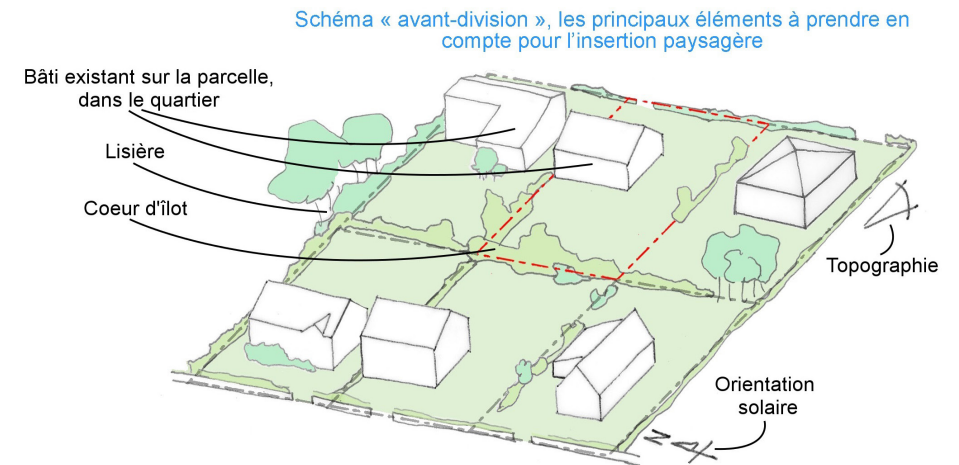 Schéma « avant-division », les principaux éléments à prendre en
compte pour l'insertion paysagère
Bâti existant sur la parcelle,
dans le quartier
Lisière
Coeur d'îlot
Topographie
Orientation
solaire
N